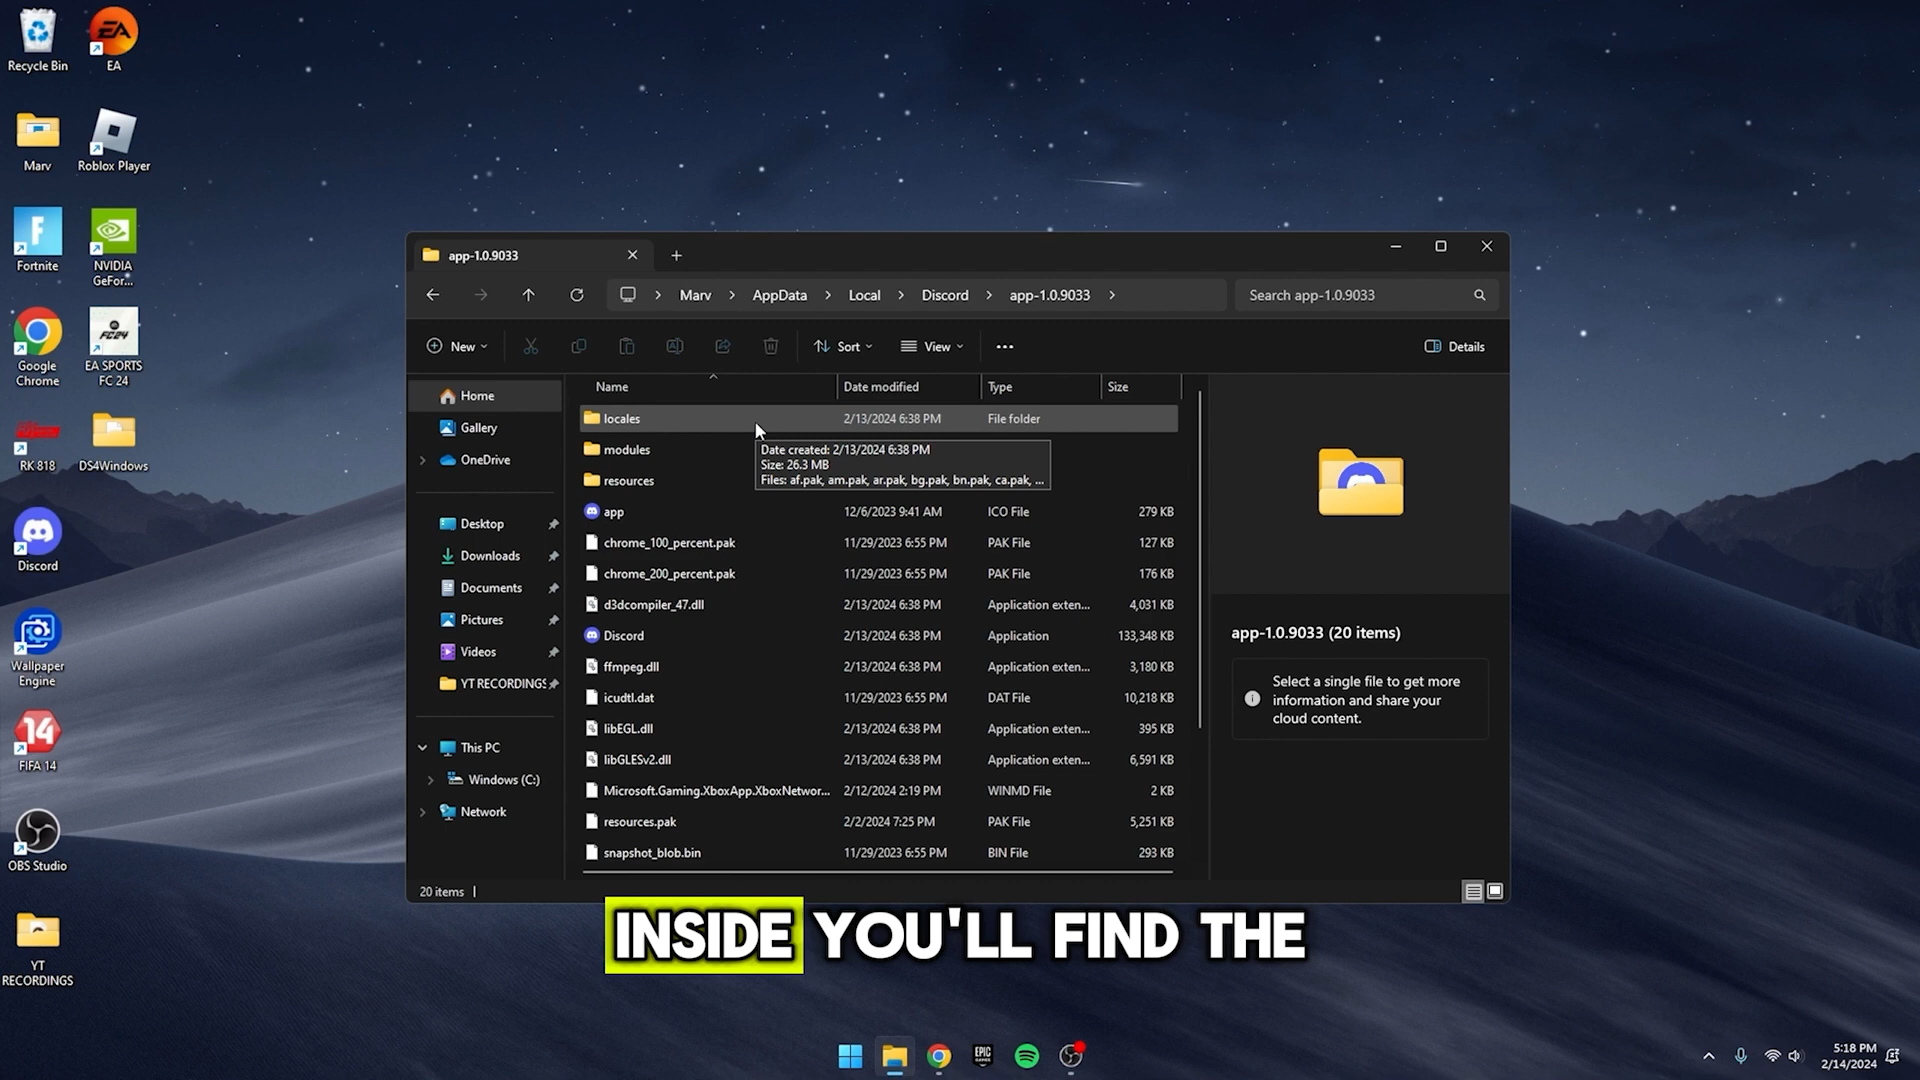 Recycle Bin
EA
Marv
Roblox Player
Fortnite
NVIDIA
GeFor...
Google
Chrome
EA SPORTS
FC 24
RK 818
DS4Windows
Discord
Wallpaper
Engine
14
FIFA 14
OBS Studio
YT
RECORDINGS
app-1.0.9033
Marv > AppData > Local > Discord > app-1.0.9033 >
Search app-1.0.9033
New
Sort
View
Details
Home
Gallery
OneDrive
Desktop
Downloads
Documents
Pictures
Videos
YT RECORDINGS
This PC
Windows (C:)
Network
Name Date modified Type Size
locales 2/13/2024 6:38 PM File folder
modules
resources
Date created: 2/13/2024 6:38 PM
Size: 26.3 MB
Files: af.pak, am.pak, ar.pak, bg.pak, bn.pak, ca.pak, ...
app 12/6/2023 9:41 AM ICO File 279 KB
chrome_100_percent.pak 11/29/2023 6:55 PM PAK File 127 KB
chrome_200_percent.pak 11/29/2023 6:55 PM PAK File 176 KB
d3dcompiler_47.dll 2/13/2024 6:38 PM Application exten... 4,031 KB
Discord 2/13/2024 6:38 PM Application 133,348 KB
ffmpeg.dll 2/13/2024 6:38 PM Application exten... 3,180 KB
icudtl.dat 11/29/2023 6:55 PM DAT File 10,218 KB
libEGL.dll 2/13/2024 6:38 PM Application exten... 395 KB
libGLESv2.dll 2/13/2024 6:38 PM Application exten... 6,591 KB
Microsoft.Gaming.XboxApp.XboxNetwor... 2/12/2024 2:19 PM WINMD File 2 KB
resources.pak 2/2/2024 7:25 PM PAK File 5,251 KB
snapshot_blob.bin 11/29/2023 6:55 PM BIN File 293 KB
app-1.0.9033 (20 items)
Select a single file to get more
information and share your
cloud content.
20 items
INSIDE YOU'LL FIND THE
EPIC
5:18 PM
2/14/2024